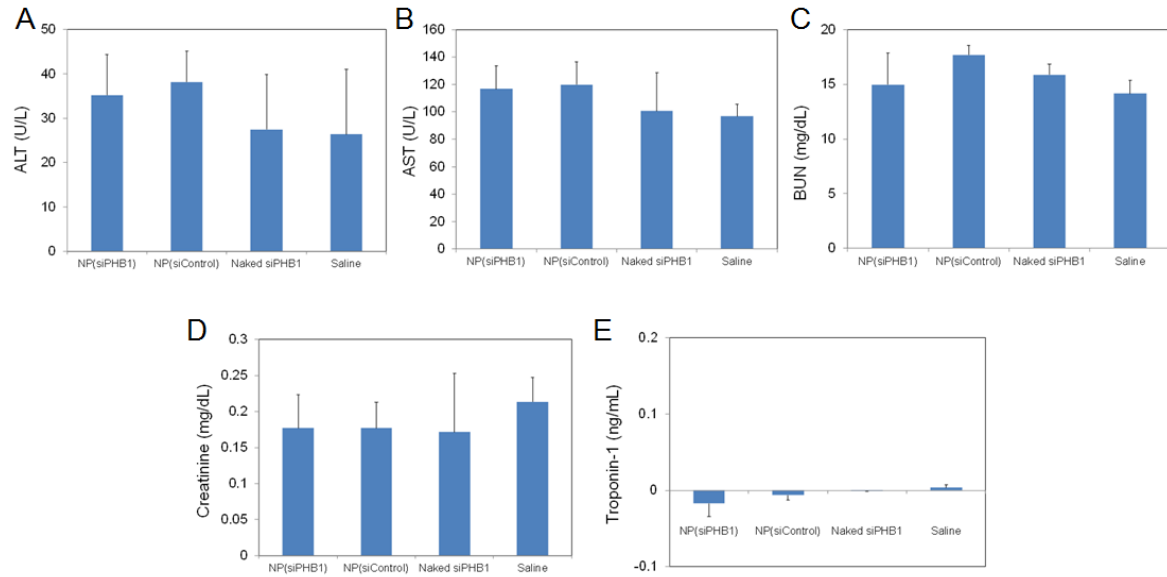 A
ALT (U/L)
50
40
30
20
10
0
NP(siPHB1) NP(siControl) Naked siPHB1 Saline
B
AST (U/L)
160
140
120
100
80
60
40
20
0
NP(siPHB1) NP(siControl) Naked siPHB1 Saline
C
BUN (mg/dL)
20
15
10
5
0
NP(siPHB1) NP(siControl) Naked siPHB1 Saline
D
Creatinine (mg/dL)
0.3
0.25
0.2
0.15
0.1
0.05
0
NP(siPHB1) NP(siControl) Naked siPHB1 Saline
E
Troponin-1 (ng/mL)
0.2
0.1
0
-0.1
NP(siPHB1) NP(siControl) Naked siPHB1 Saline